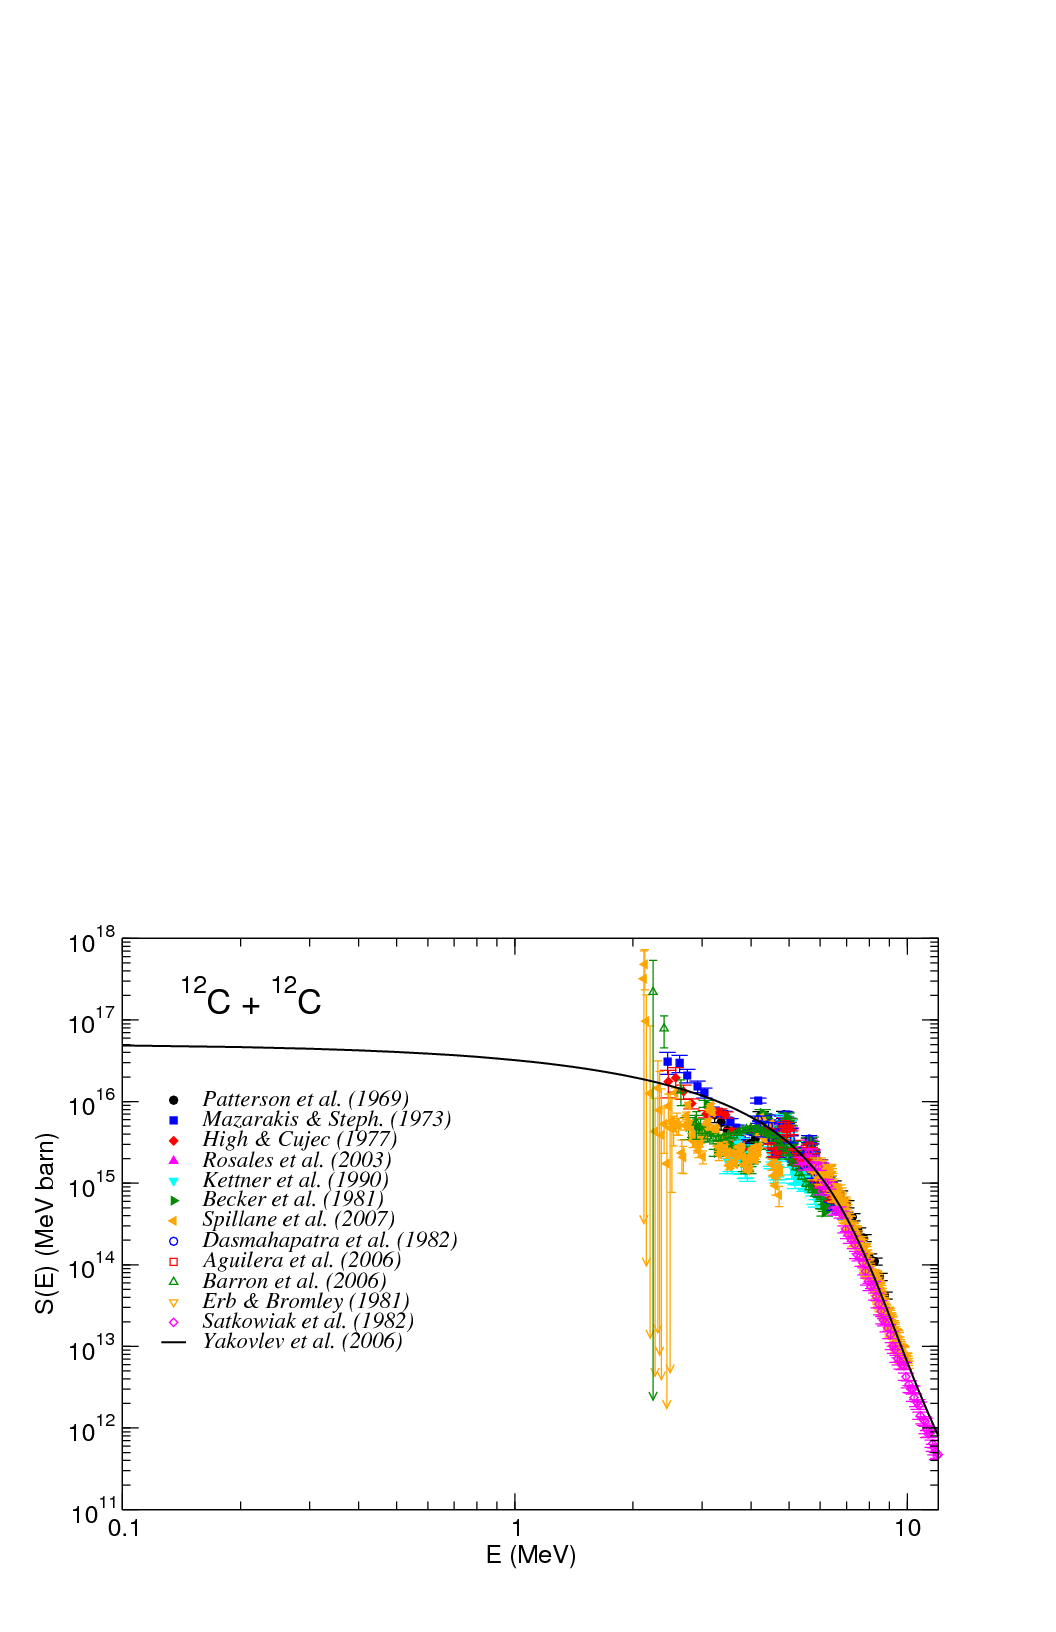 10^18
10^17
10^16
10^15
10^14
10^13
10^12
10^11
S(E) (MeV barn)
^12C + ^12C
Patterson et al. (1969)
Mazarakis & Steph. (1973)
High & Cujec (1977)
Rosales et al. (2003)
Kettner et al. (1990)
Becker et al. (1981)
Spillane et al. (2007)
Dasmahapatra et al. (1982)
Aguilera et al. (2006)
Barron et al. (2006)
Erb & Bromley (1981)
Satkowiak et al. (1982)
Yakovlev et al. (2006)
0.1 1 10
E (MeV)